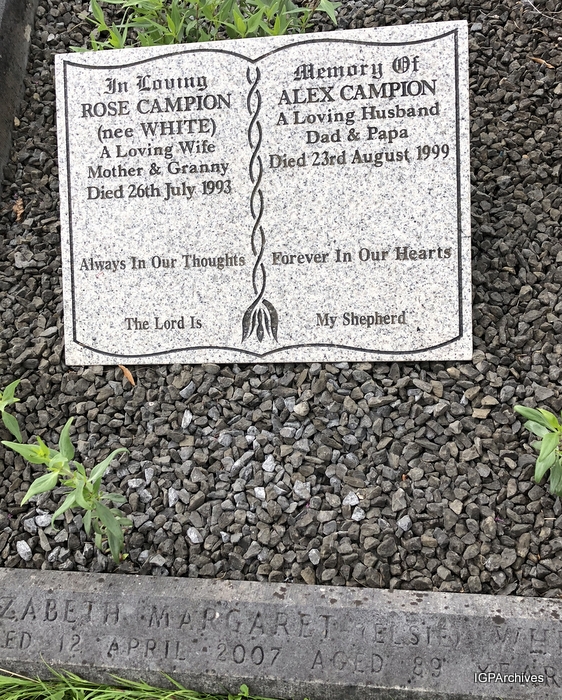 In Loving
ROSE CAMPION
(nee WHITE)
A Loving Wife
Mother & Granny
Died 26th July 1993
Always In Our Thoughts
The Lord Is
Memory Of
ALEX CAMPION
A Loving Husband
Dad & Papa
Died 23rd August 1999
Forever In Our Hearts
My Shepherd
ZABETH MARGARET (ELSIE) WHI
ED 12 APRIL 2007 AGED 89 Y
IGPArchives